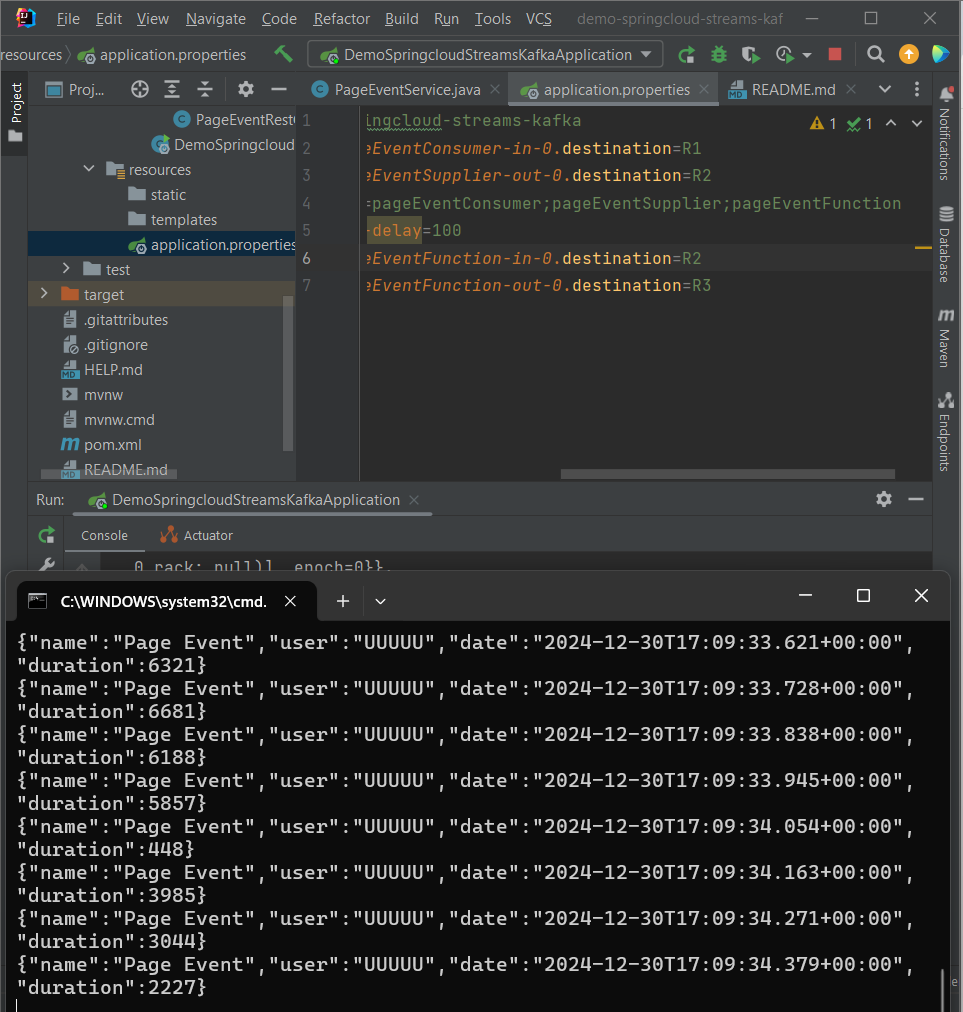 File Edit View Navigate Code Refactor Build Run Tools VCS demo-springcloud-streams-kaf
resources application.properties DemoSpringcloudStreamsKafkaApplication
Project Proj... PageEventService.java application.properties README.md
PageEventRest
DemoSpringcloud
resources
static
templates
application.properties
test
target
.gitattributes
.gitignore
HELP.md
mvnw
mvnw.cmd
pom.xml
README.md
1 ingcloud-streams-kafka 1 1
2 eEventConsumer-in-0.destination=R1
3 eEventSupplier-out-0.destination=R2
4 =pageEventConsumer;pageEventSupplier;pageEventFunction
5 -delay=100
6 eEventFunction-in-0.destination=R2
7 eEventFunction-out-0.destination=R3
Notifications
Database
Maven
Endpoints
Run: DemoSpringcloudStreamsKafkaApplication
Console Actuator
0 rack: null)], epoch=0}},
C:\WINDOWS\system32\cmd.
{"name":"Page Event","user":"UUUUU","date":"2024-12-30T17:09:33.621+00:00",
"duration":6321}
{"name":"Page Event","user":"UUUUU","date":"2024-12-30T17:09:33.728+00:00",
"duration":6681}
{"name":"Page Event","user":"UUUUU","date":"2024-12-30T17:09:33.838+00:00",
"duration":6188}
{"name":"Page Event","user":"UUUUU","date":"2024-12-30T17:09:33.945+00:00",
"duration":5857}
{"name":"Page Event","user":"UUUUU","date":"2024-12-30T17:09:34.054+00:00",
"duration":448}
{"name":"Page Event","user":"UUUUU","date":"2024-12-30T17:09:34.163+00:00",
"duration":3985}
{"name":"Page Event","user":"UUUUU","date":"2024-12-30T17:09:34.271+00:00",
"duration":3044}
{"name":"Page Event","user":"UUUUU","date":"2024-12-30T17:09:34.379+00:00",
"duration":2227}